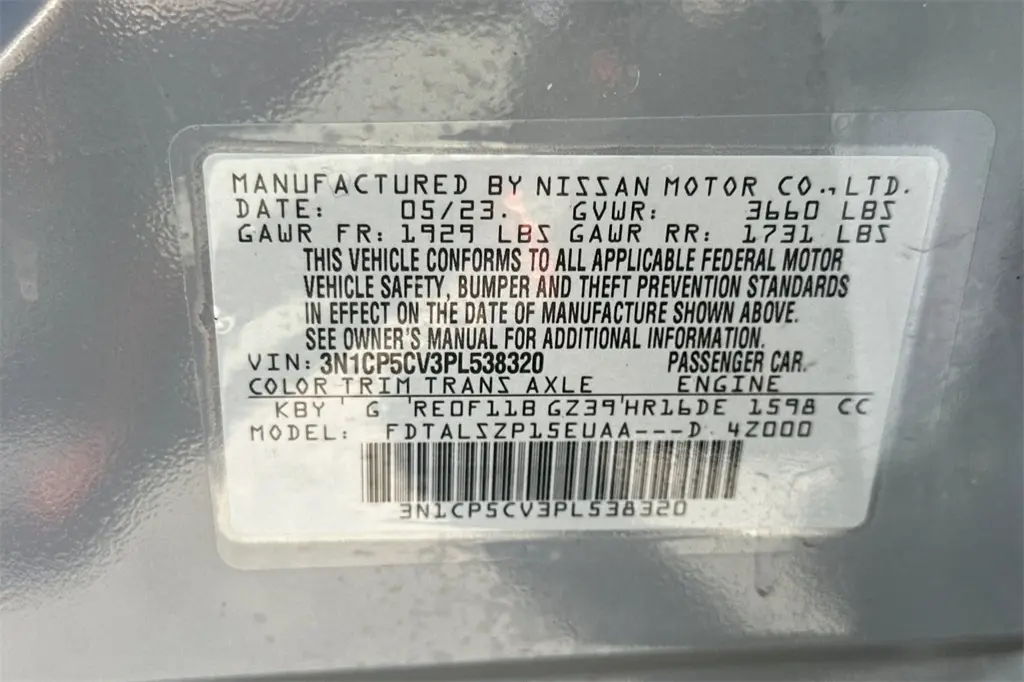 MANUFACTURED BY NISSAN MOTOR CO., LTD.
DATE: 05/23. GVWR: 3660 LBS
GAWR FR: 1929 LBS GAWR RR: 1731 LBS
THIS VEHICLE CONFORMS TO ALL APPLICABLE FEDERAL MOTOR
VEHICLE SAFETY, BUMPER AND THEFT PREVENTION STANDARDS
IN EFFECT ON THE DATE OF MANUFACTURE SHOWN ABOVE.
SEE OWNER'S MANUAL FOR ADDITIONAL INFORMATION.
VIN: 3N1CP5CV3PL538320 PASSENGER CAR.
COLOR TRIM TRANS AXLE ENGINE
KBY G RE0F11B GZ39 HR16DE 1598 CC
MODEL: FDTALSZP15EUAA---D 4Z000
3N1CP5CV3PL538320